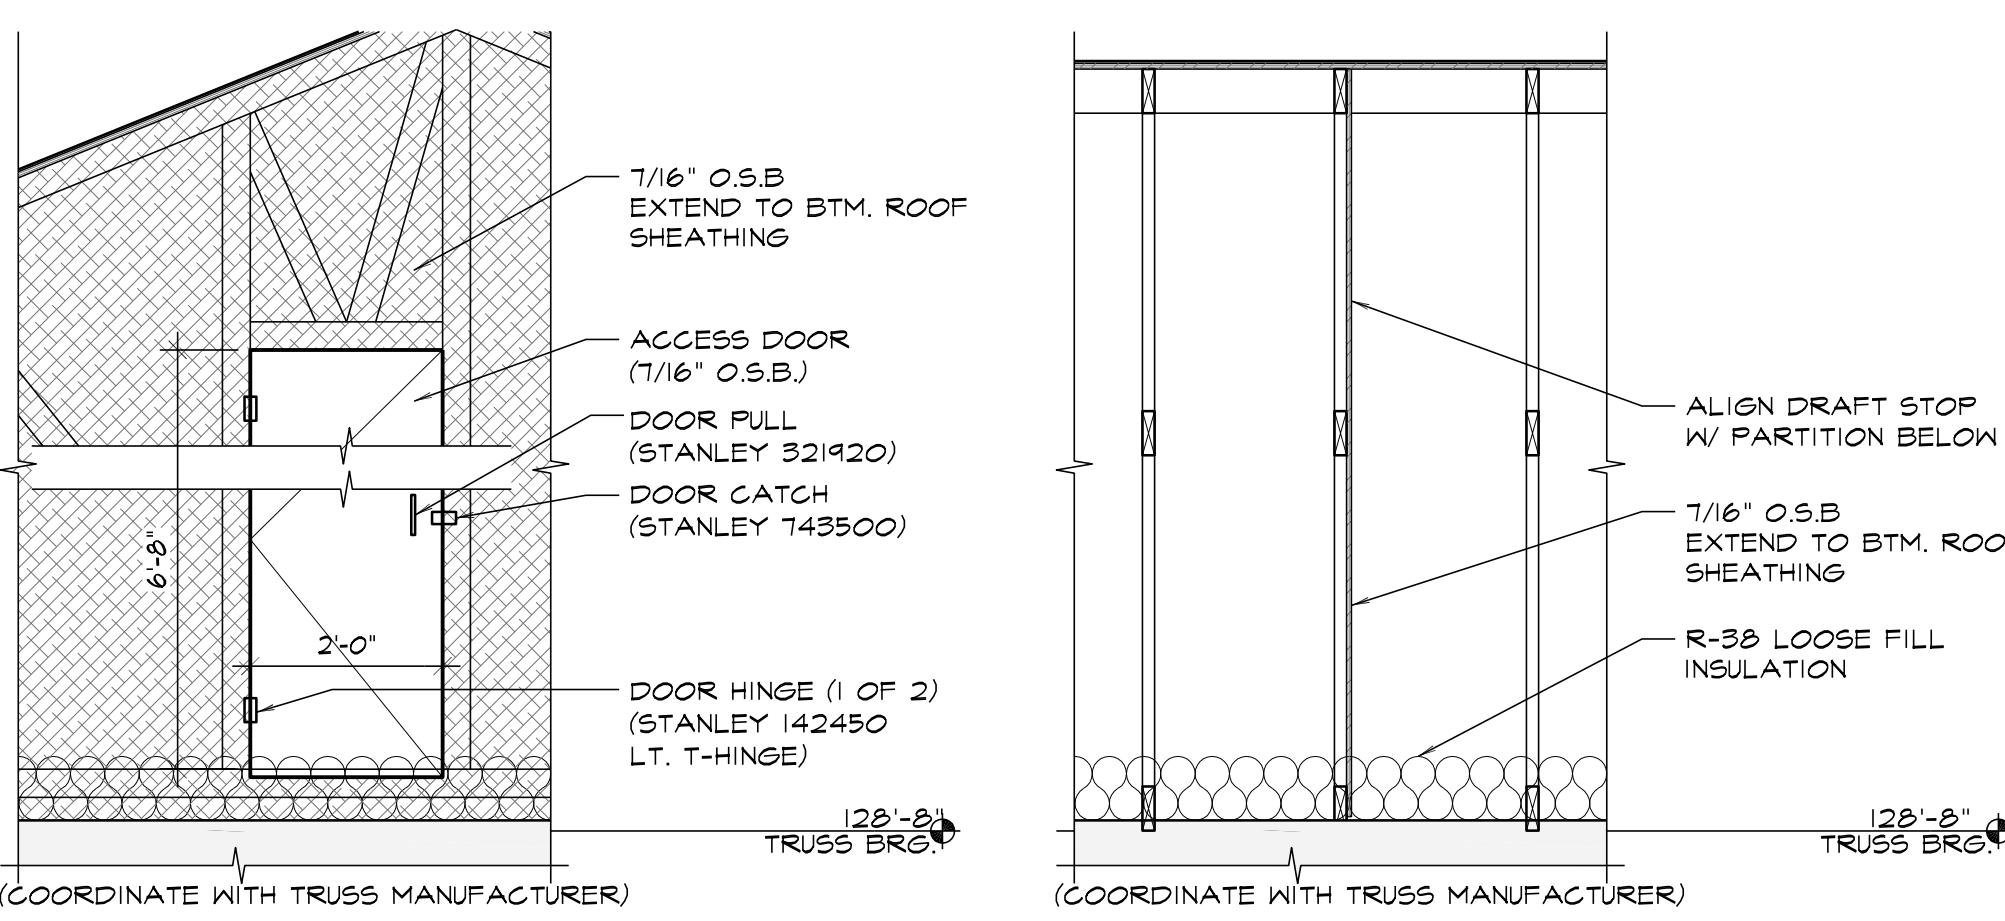 7/16" O.S.B
EXTEND TO BTM. ROOF
SHEATHING
ACCESS DOOR
(7/16" O.S.B.)
DOOR PULL
(STANLEY 321920)
DOOR CATCH
(STANLEY 743500)
6'-8"
2'-0"
DOOR HINGE (1 OF 2)
(STANLEY 142450
LT. T-HINGE)
128'-8"
TRUSS BRG.
(COORDINATE WITH TRUSS MANUFACTURER)
ALIGN DRAFT STOP
W/ PARTITION BELOW
7/16" O.S.B
EXTEND TO BTM. ROO
SHEATHING
R-38 LOOSE FILL
INSULATION
128'-8"
TRUSS BRG.
(COORDINATE WITH TRUSS MANUFACTURER)